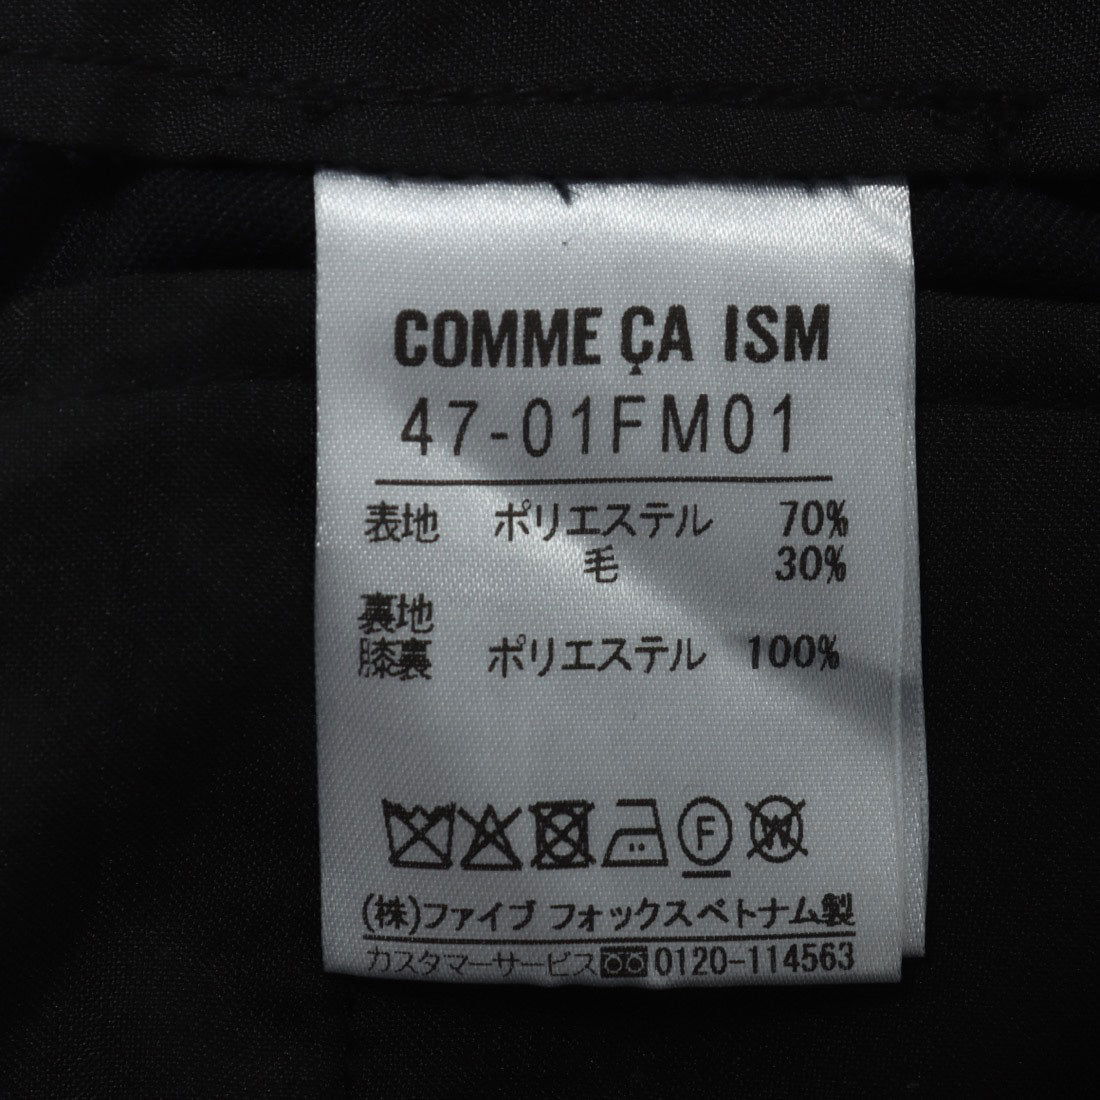 COMME ÇA ISM
47-01FM01
表地 ポリエステル 70%
毛 30%
裏地
膝裏 ポリエステル 100%
F W
(株)ファイブ フォックスベトナム製
カスタマーサービス 0120-114563